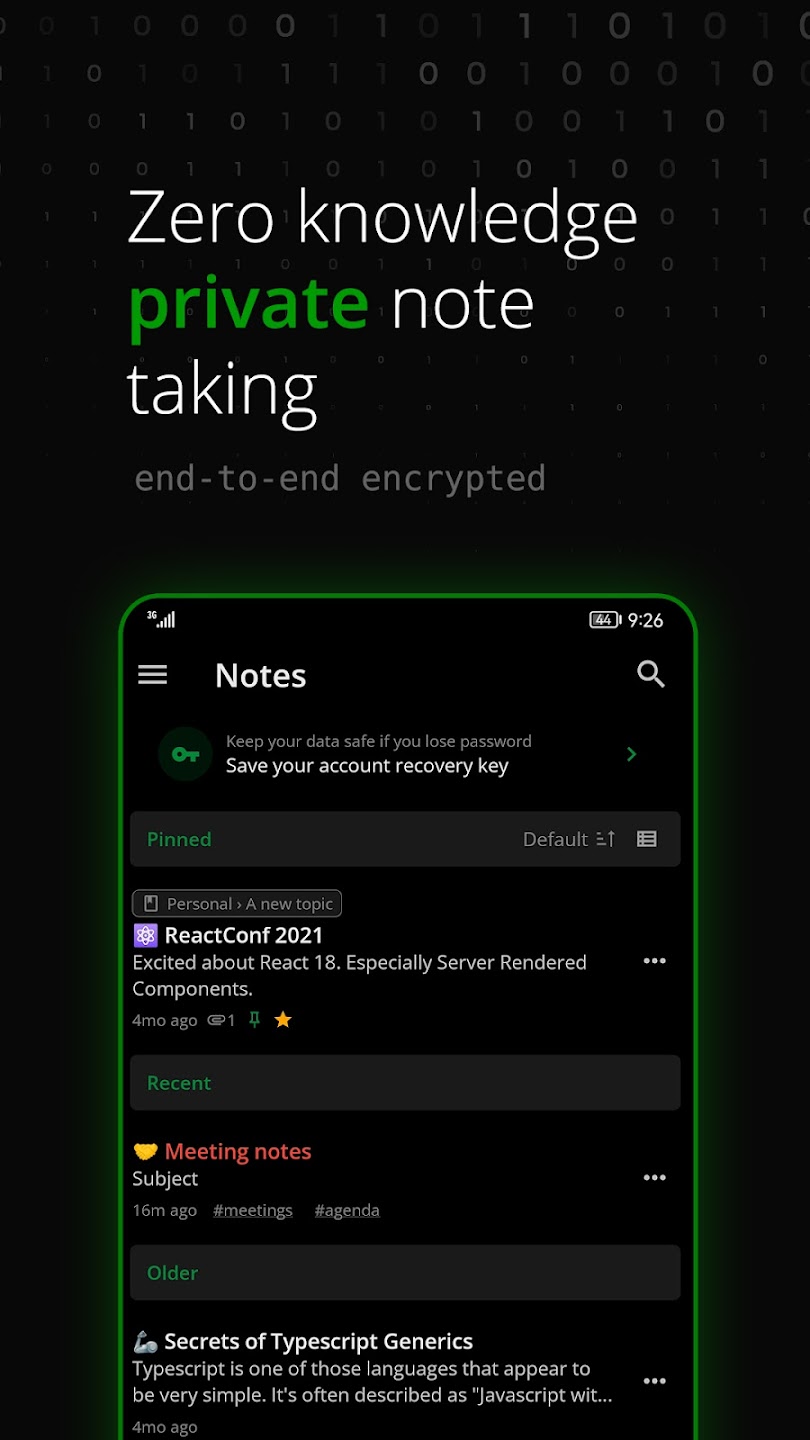 Zero knowledge
private note
taking
end-to-end encrypted
3G
44 9:26
Notes
Keep your data safe if you lose password
Save your account recovery key
Pinned
Default
Personal › A new topic
ReactConf 2021
Excited about React 18. Especially Server Rendered
Components.
4mo ago 1
Recent
Meeting notes
Subject
16m ago #meetings #agenda
Older
Secrets of Typescript Generics
Typescript is one of those languages that appear to
be very simple. It's often described as "Javascript wit...
4mo ago